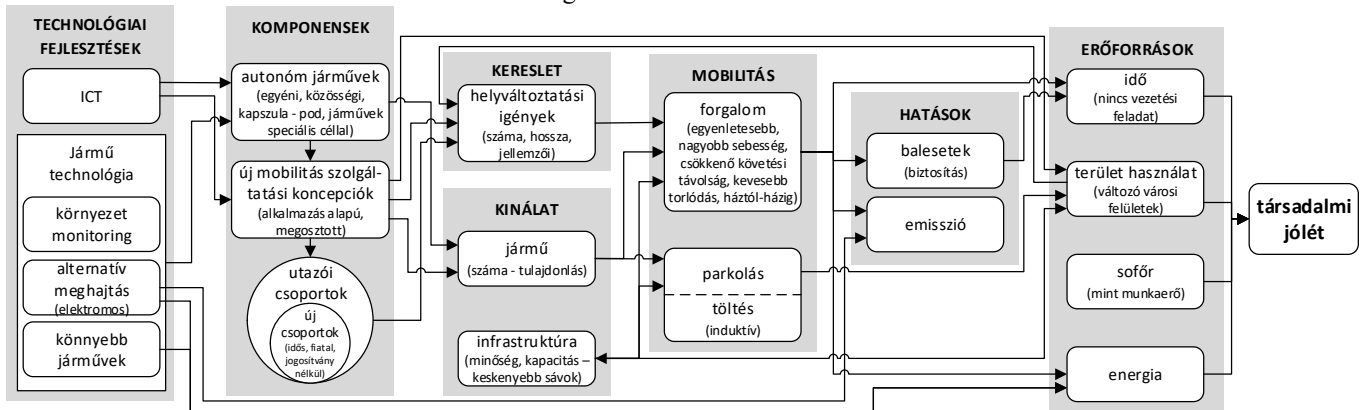 TECHNOLÓGIAI
FEJLESZTÉSEK
ICT
Jármű
technológia
környezet
monitoring
alternatív
meghajtás
(elektromos)
könnyebb
járművek
KOMPONENSEK
autonóm járművek
(egyéni, közösségi,
kapszula - pod, járművek
speciális céllal)
új mobilitás szolgál-
tatási koncepciók
(alkalmazás alapú,
megosztott)
utazói
csoportok
új
csoportok
(idős, fiatal,
jogosítvány
nélkül)
KERESLET
helyváltoztatási
igények
(száma, hossza,
jellemzői)
KINÁLAT
jármű
(száma - tulajdonlás)
infrastruktúra
(minőség, kapacitás –
keskenyebb sávok)
MOBILITÁS
forgalom
(egyenletesebb,
nagyobb sebesség,
csökkenő követési
távolság, kevesebb
torlódás, háztól-házig)
parkolás
töltés
(induktív)
HATÁSOK
balesetek
(biztosítás)
emisszió
ERŐFORRÁSOK
idő
(nincs vezetési
feladat)
terület használat
(változó városi
felületek)
sofőr
(mint munkaerő)
energia
társadalmi
jólét